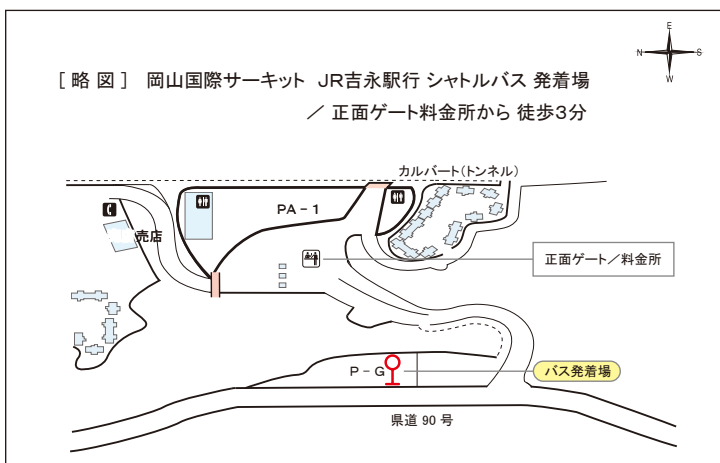 E
N S
W
[ 略 図 ] 岡山国際サーキット JR吉永駅行 シャトルバス 発着場
／ 正面ゲート料金所から 徒歩3分
カルバート(トンネル)
PA-1
売店
正面ゲート／料金所
P-G
バス発着場
県道 90 号